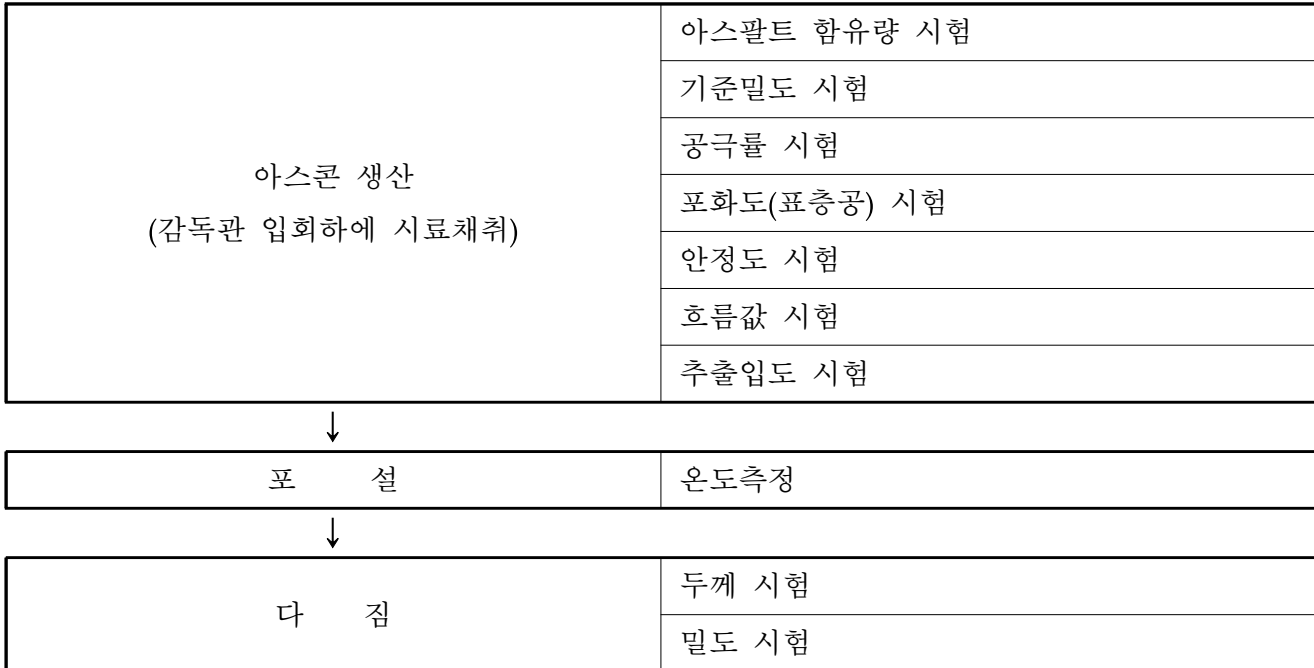 아스콘 생산
(감독관 입회하에 시료채취)
아스팔트 함유량 시험
기준밀도 시험
공극률 시험
포화도(표층공) 시험
안정도 시험
흐름값 시험
추출입도 시험
↓
포 설
온도측정
↓
다 짐
두께 시험
밀도 시험